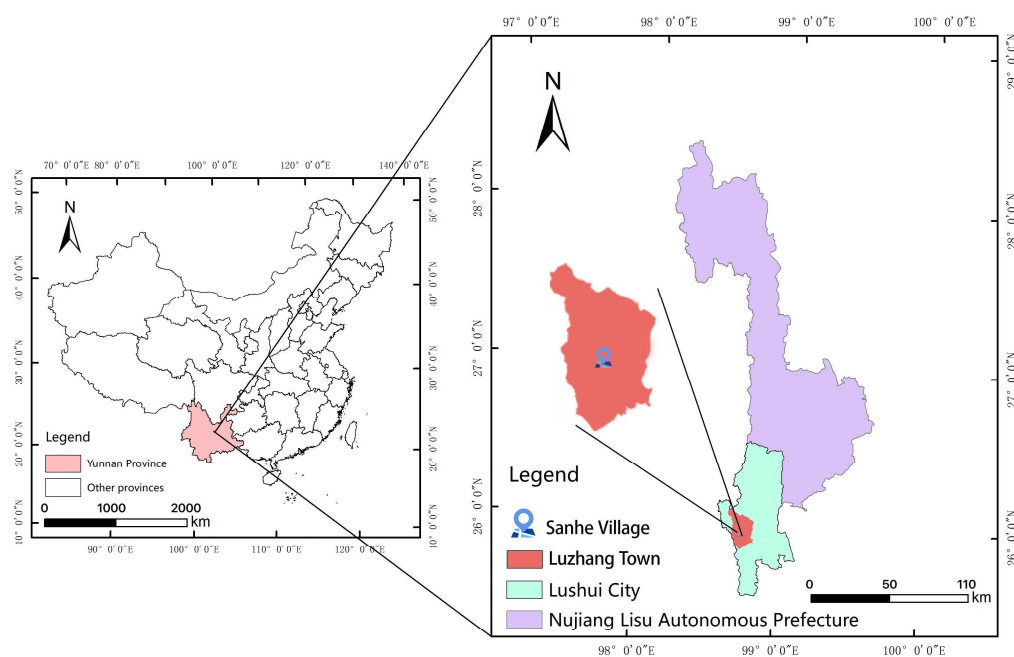 97° 0′0″E 98° 0′0″E 99° 0′0″E 100° 0′0″E
N
29° 0′0″N
28° 0′0″N
28° 0′0″N
27° 0′0″N
27° 0′0″N
26° 0′0″N
26° 0′0″N
Legend
Sanhe Village
Luzhang Town
Lushui City
Nujiang Lisu Autonomous Prefecture
0 50 110
km
98° 0′0″E 99° 0′0″E 100° 0′0″E
70° 0′0″E 80° 0′0″E 100° 0′0″E 120° 0′0″E 140° 0′0″E
N
50° 0′0″N
50° 0′0″N
40° 0′0″N
40° 0′0″N
30° 0′0″N
30° 0′0″N
20° 0′0″N
20° 0′0″N
10° 0′0″N
10° 0′0″N
Legend
Yunnan Province
Other provinces
0 1000 2000
km
90° 0′0″E 100° 0′0″E 110° 0′0″E 120° 0′0″E